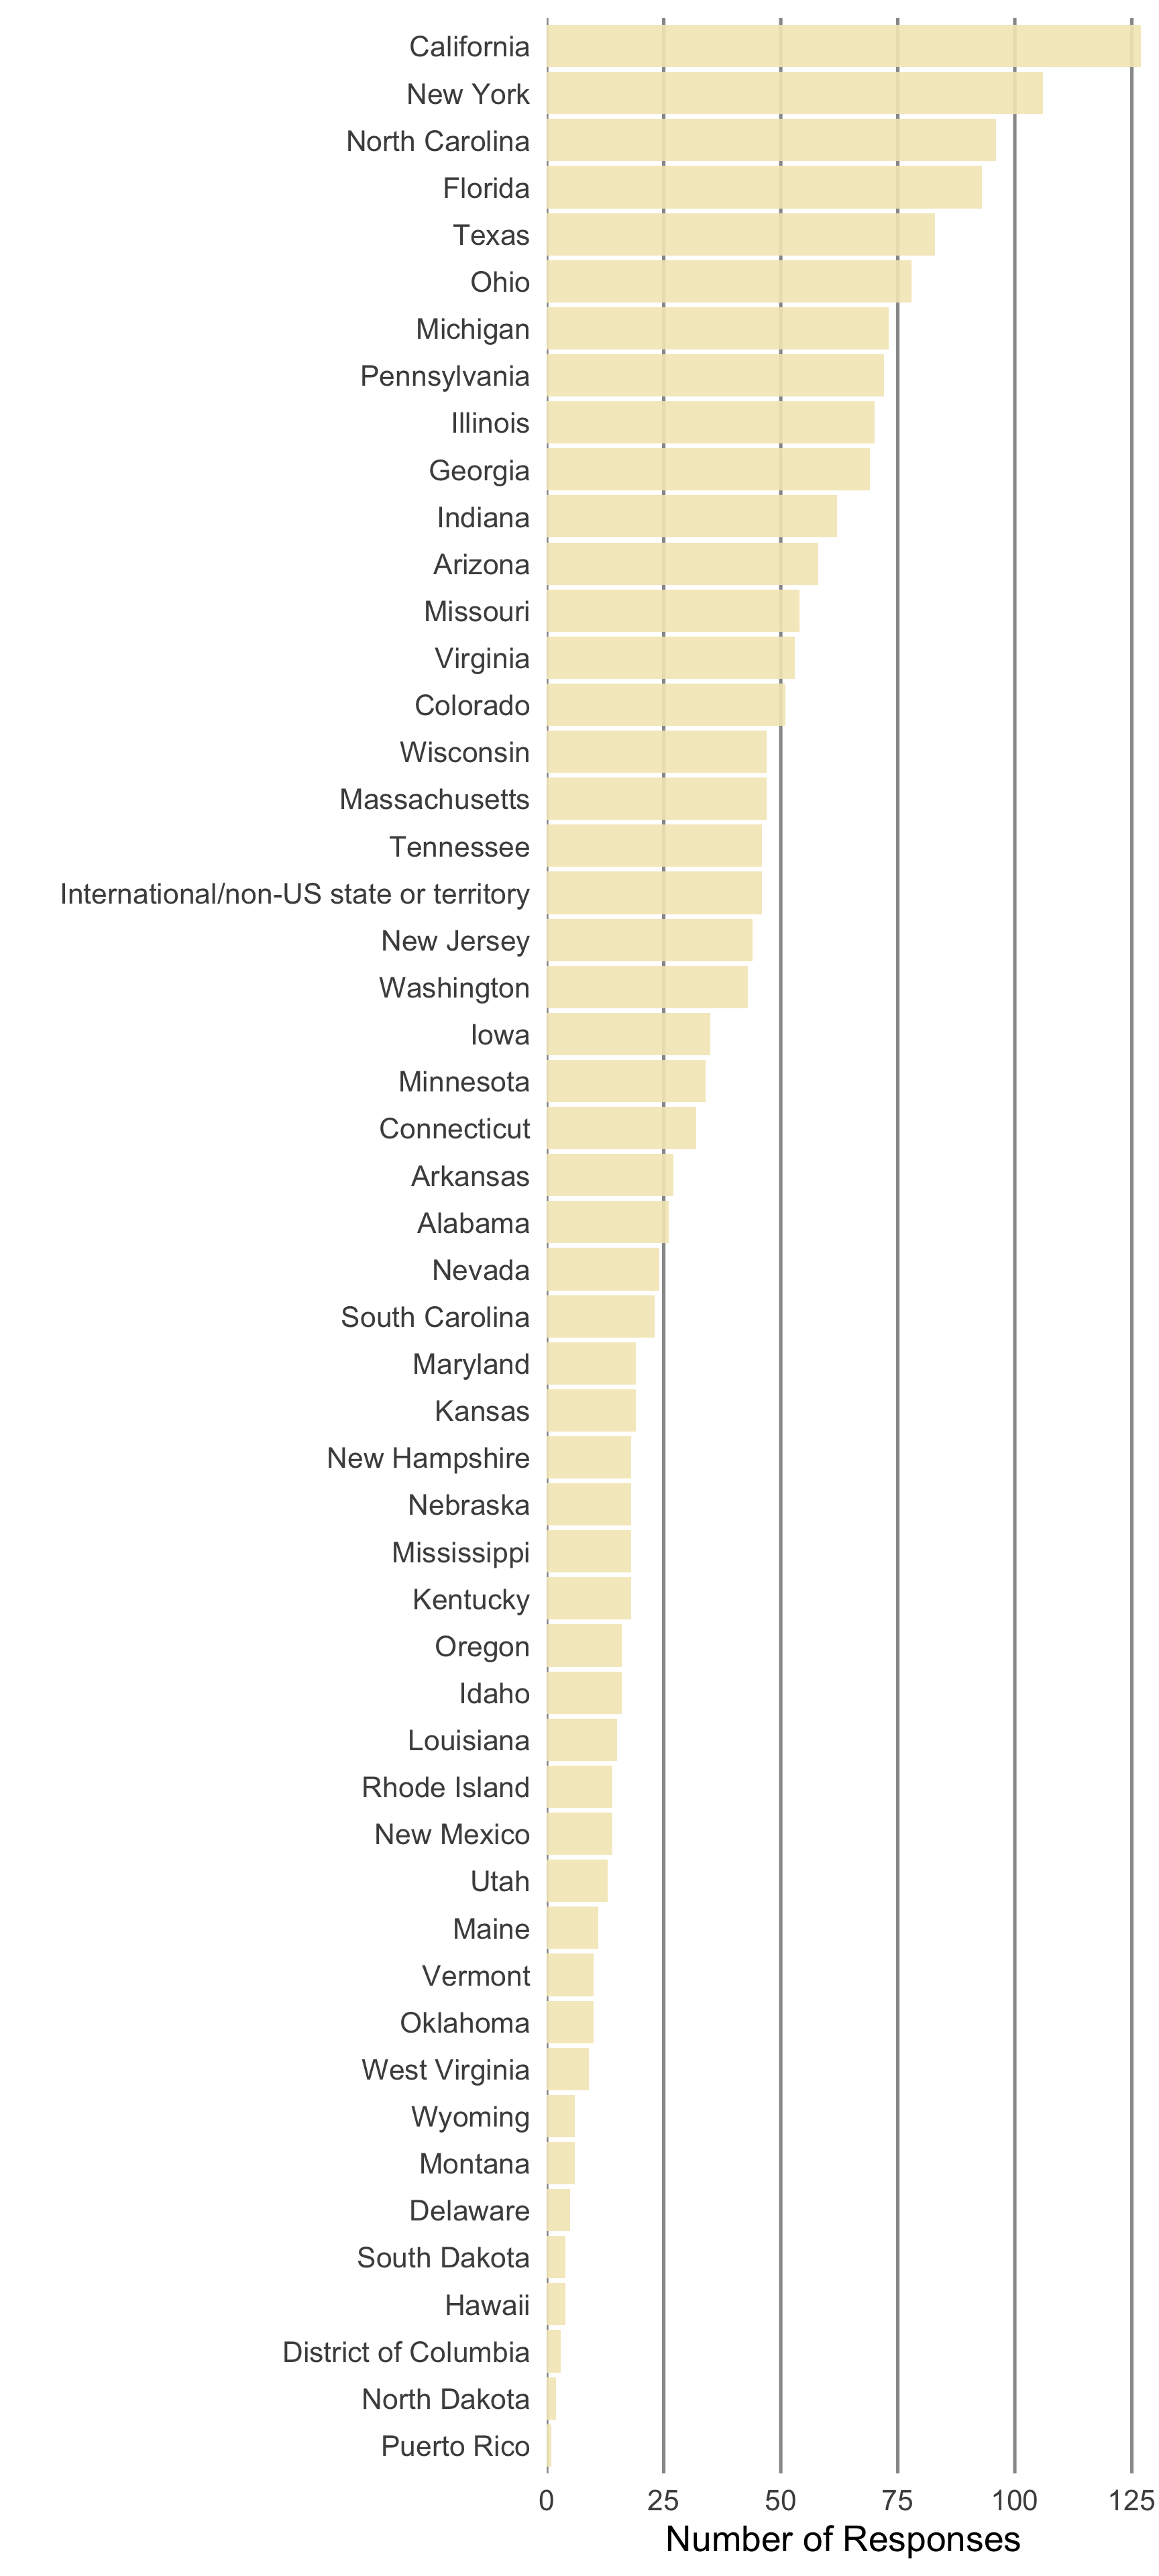 California
New York
North Carolina
Florida
Texas
Ohio
Michigan
Pennsylvania
Illinois
Georgia
Indiana
Arizona
Missouri
Virginia
Colorado
Wisconsin
Massachusetts
Tennessee
International/non-US state or territory
New Jersey
Washington
Iowa
Minnesota
Connecticut
Arkansas
Alabama
Nevada
South Carolina
Maryland
Kansas
New Hampshire
Nebraska
Mississippi
Kentucky
Oregon
Idaho
Louisiana
Rhode Island
New Mexico
Utah
Maine
Vermont
Oklahoma
West Virginia
Wyoming
Montana
Delaware
South Dakota
Hawaii
District of Columbia
North Dakota
Puerto Rico
0 25 50 75 100 125
Number of Responses